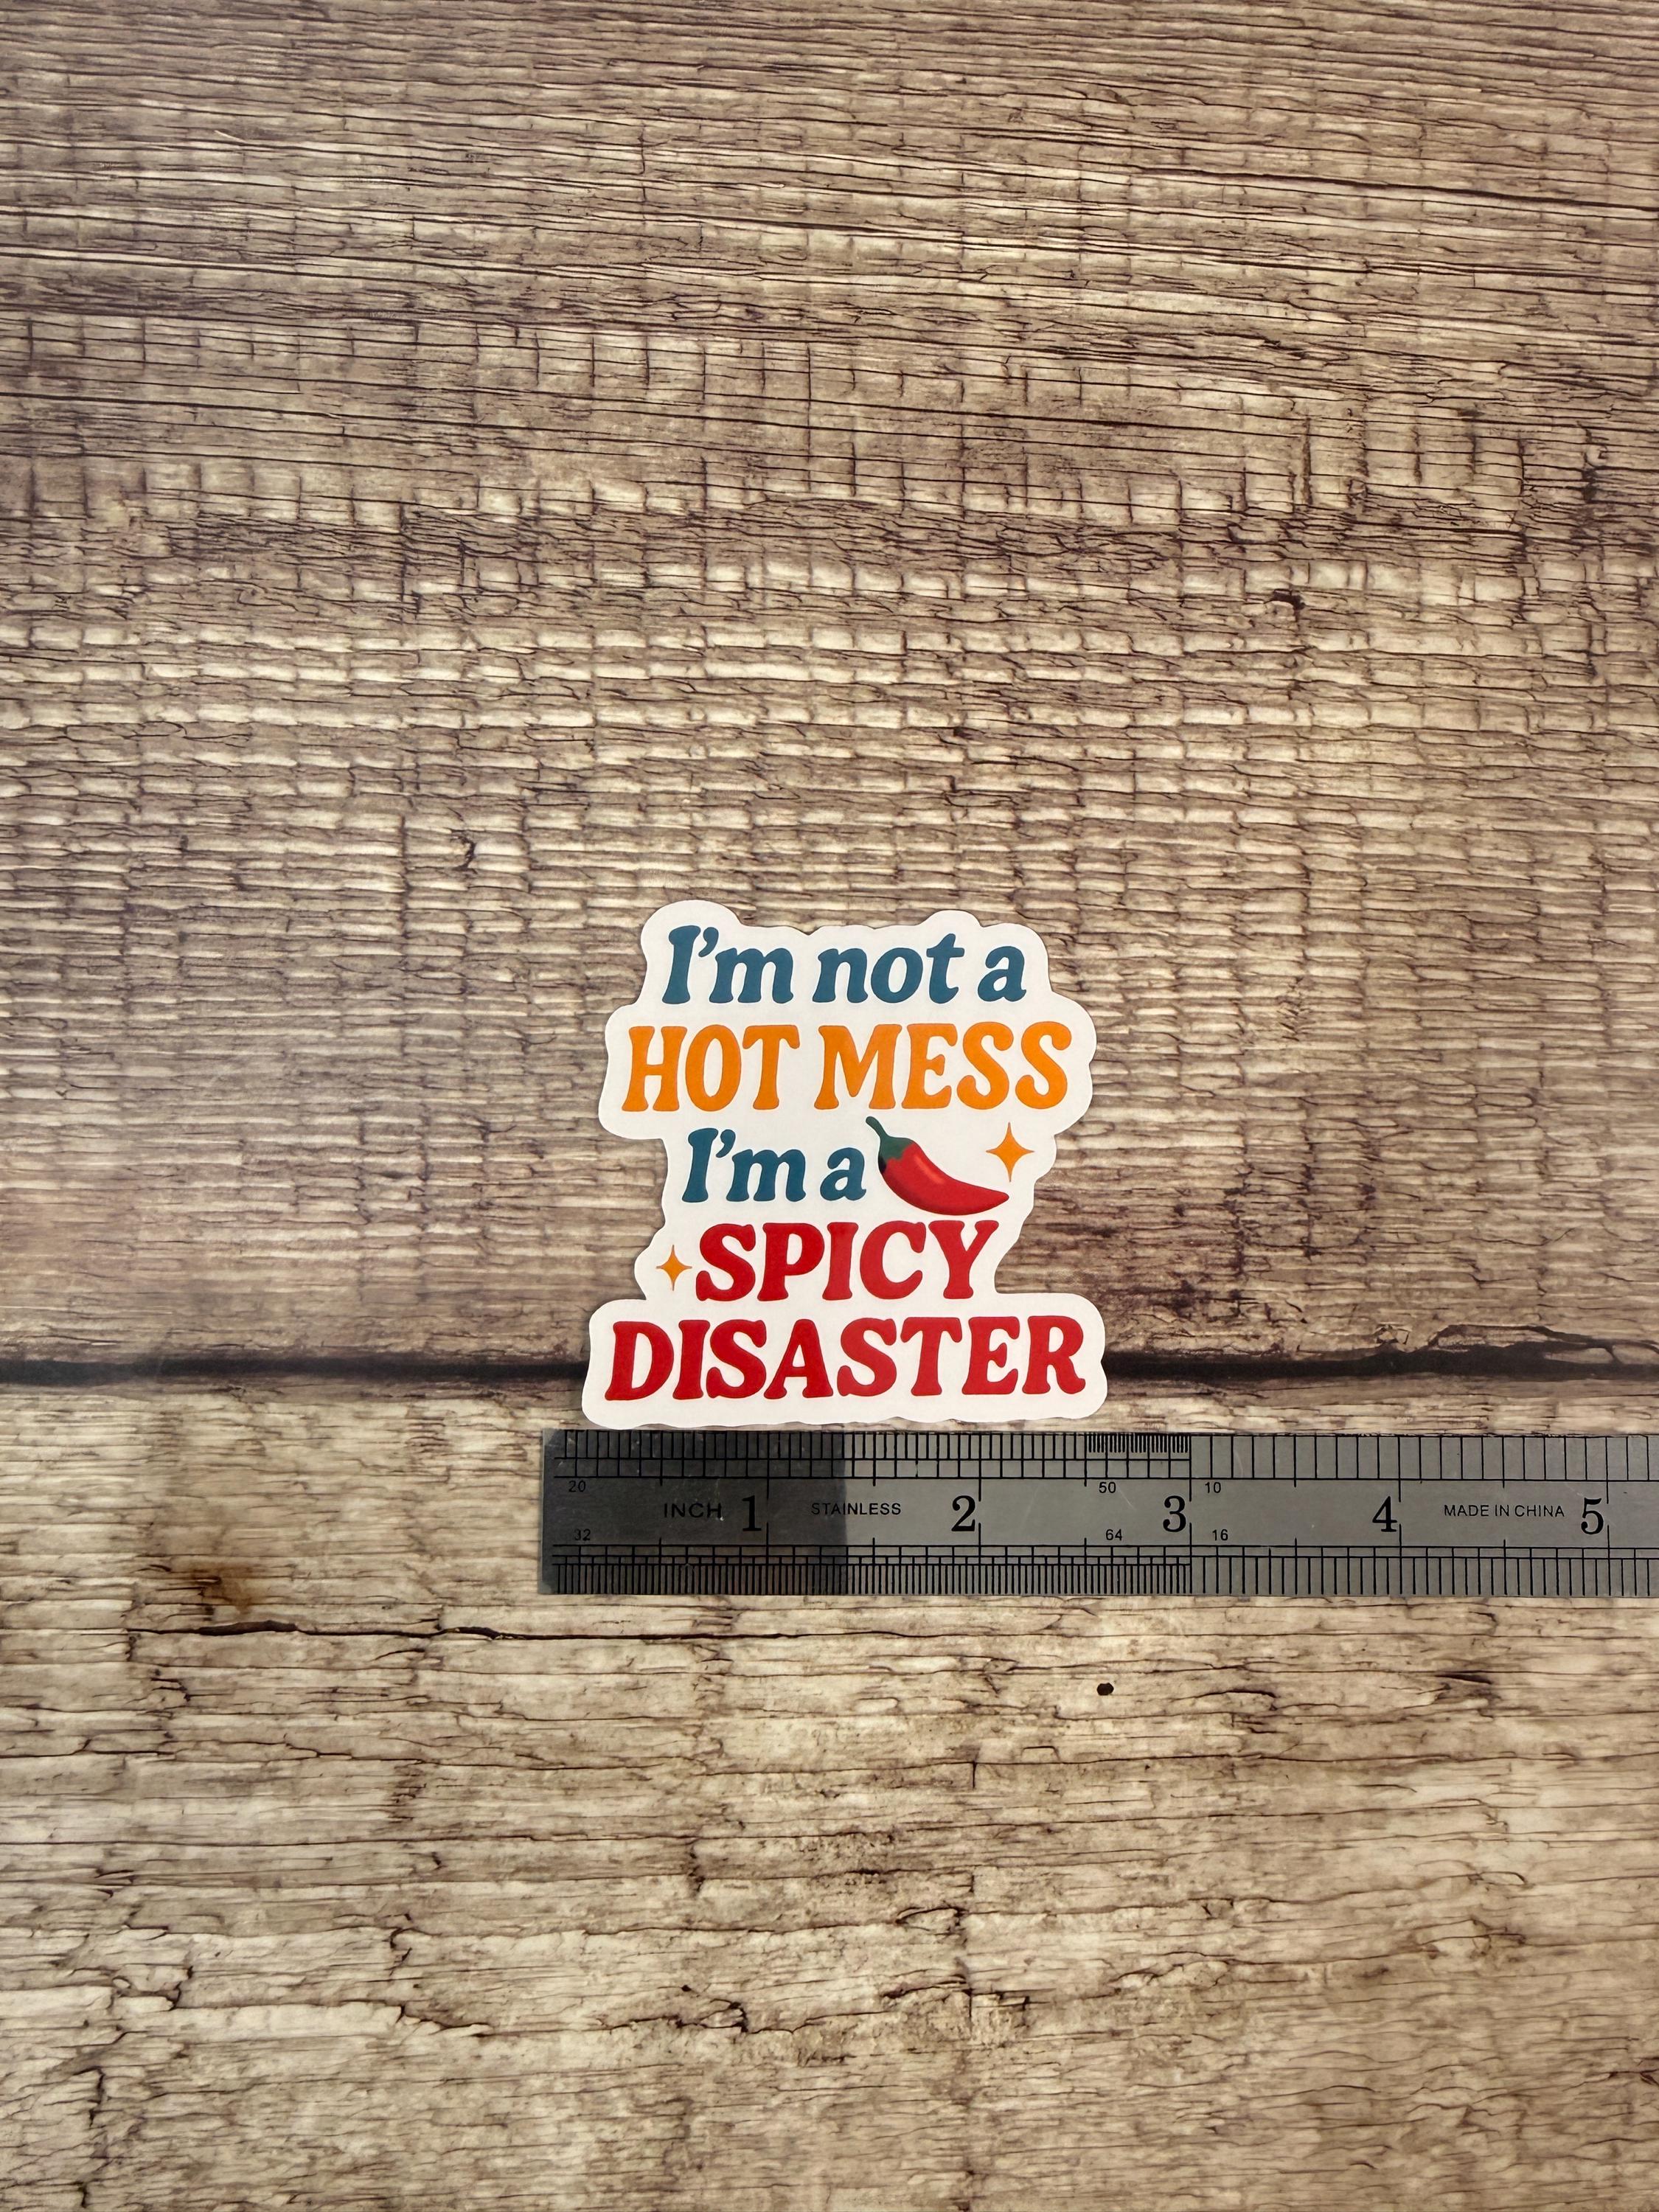 I'm not a
HOT MESS
I'm a
SPICY
DISASTER
20 50 10
INCH 1 STAINLESS 2 3 4 MADE IN CHINA 5
32 64 16